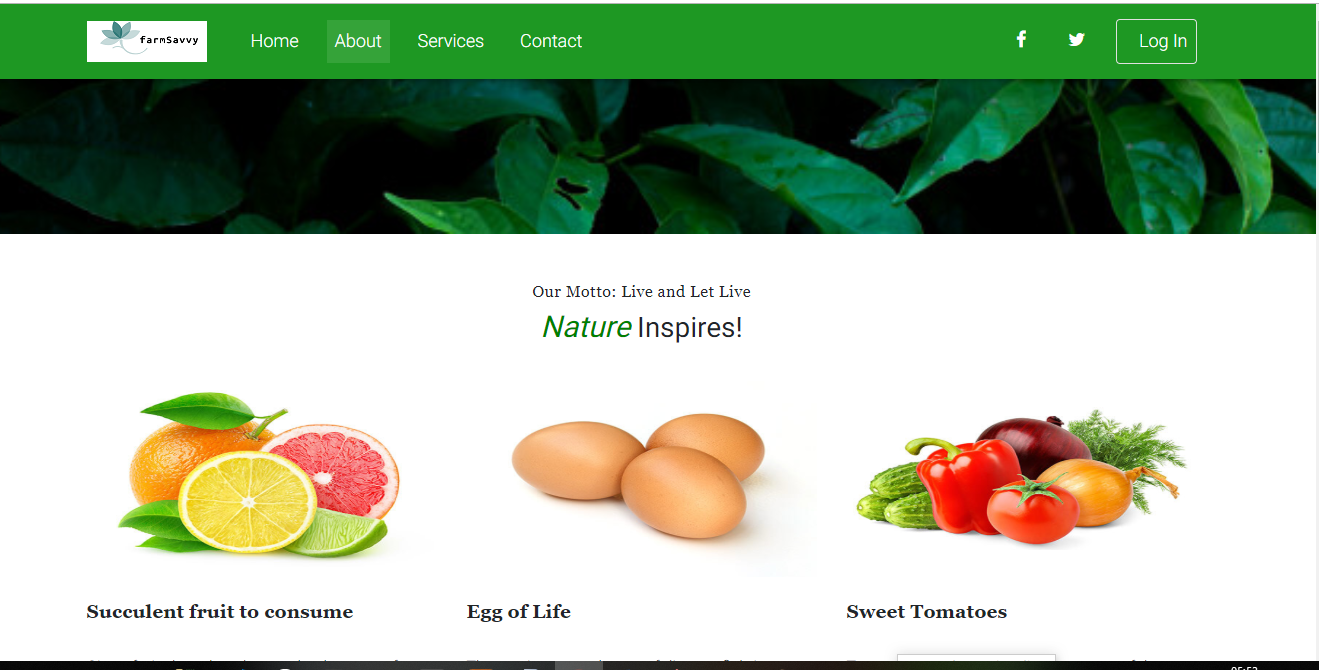 farmSavvy
Home
About
Services
Contact
Log In
Our Motto: Live and Let Live
Nature Inspires!
Succulent fruit to consume
Egg of Life
Sweet Tomatoes